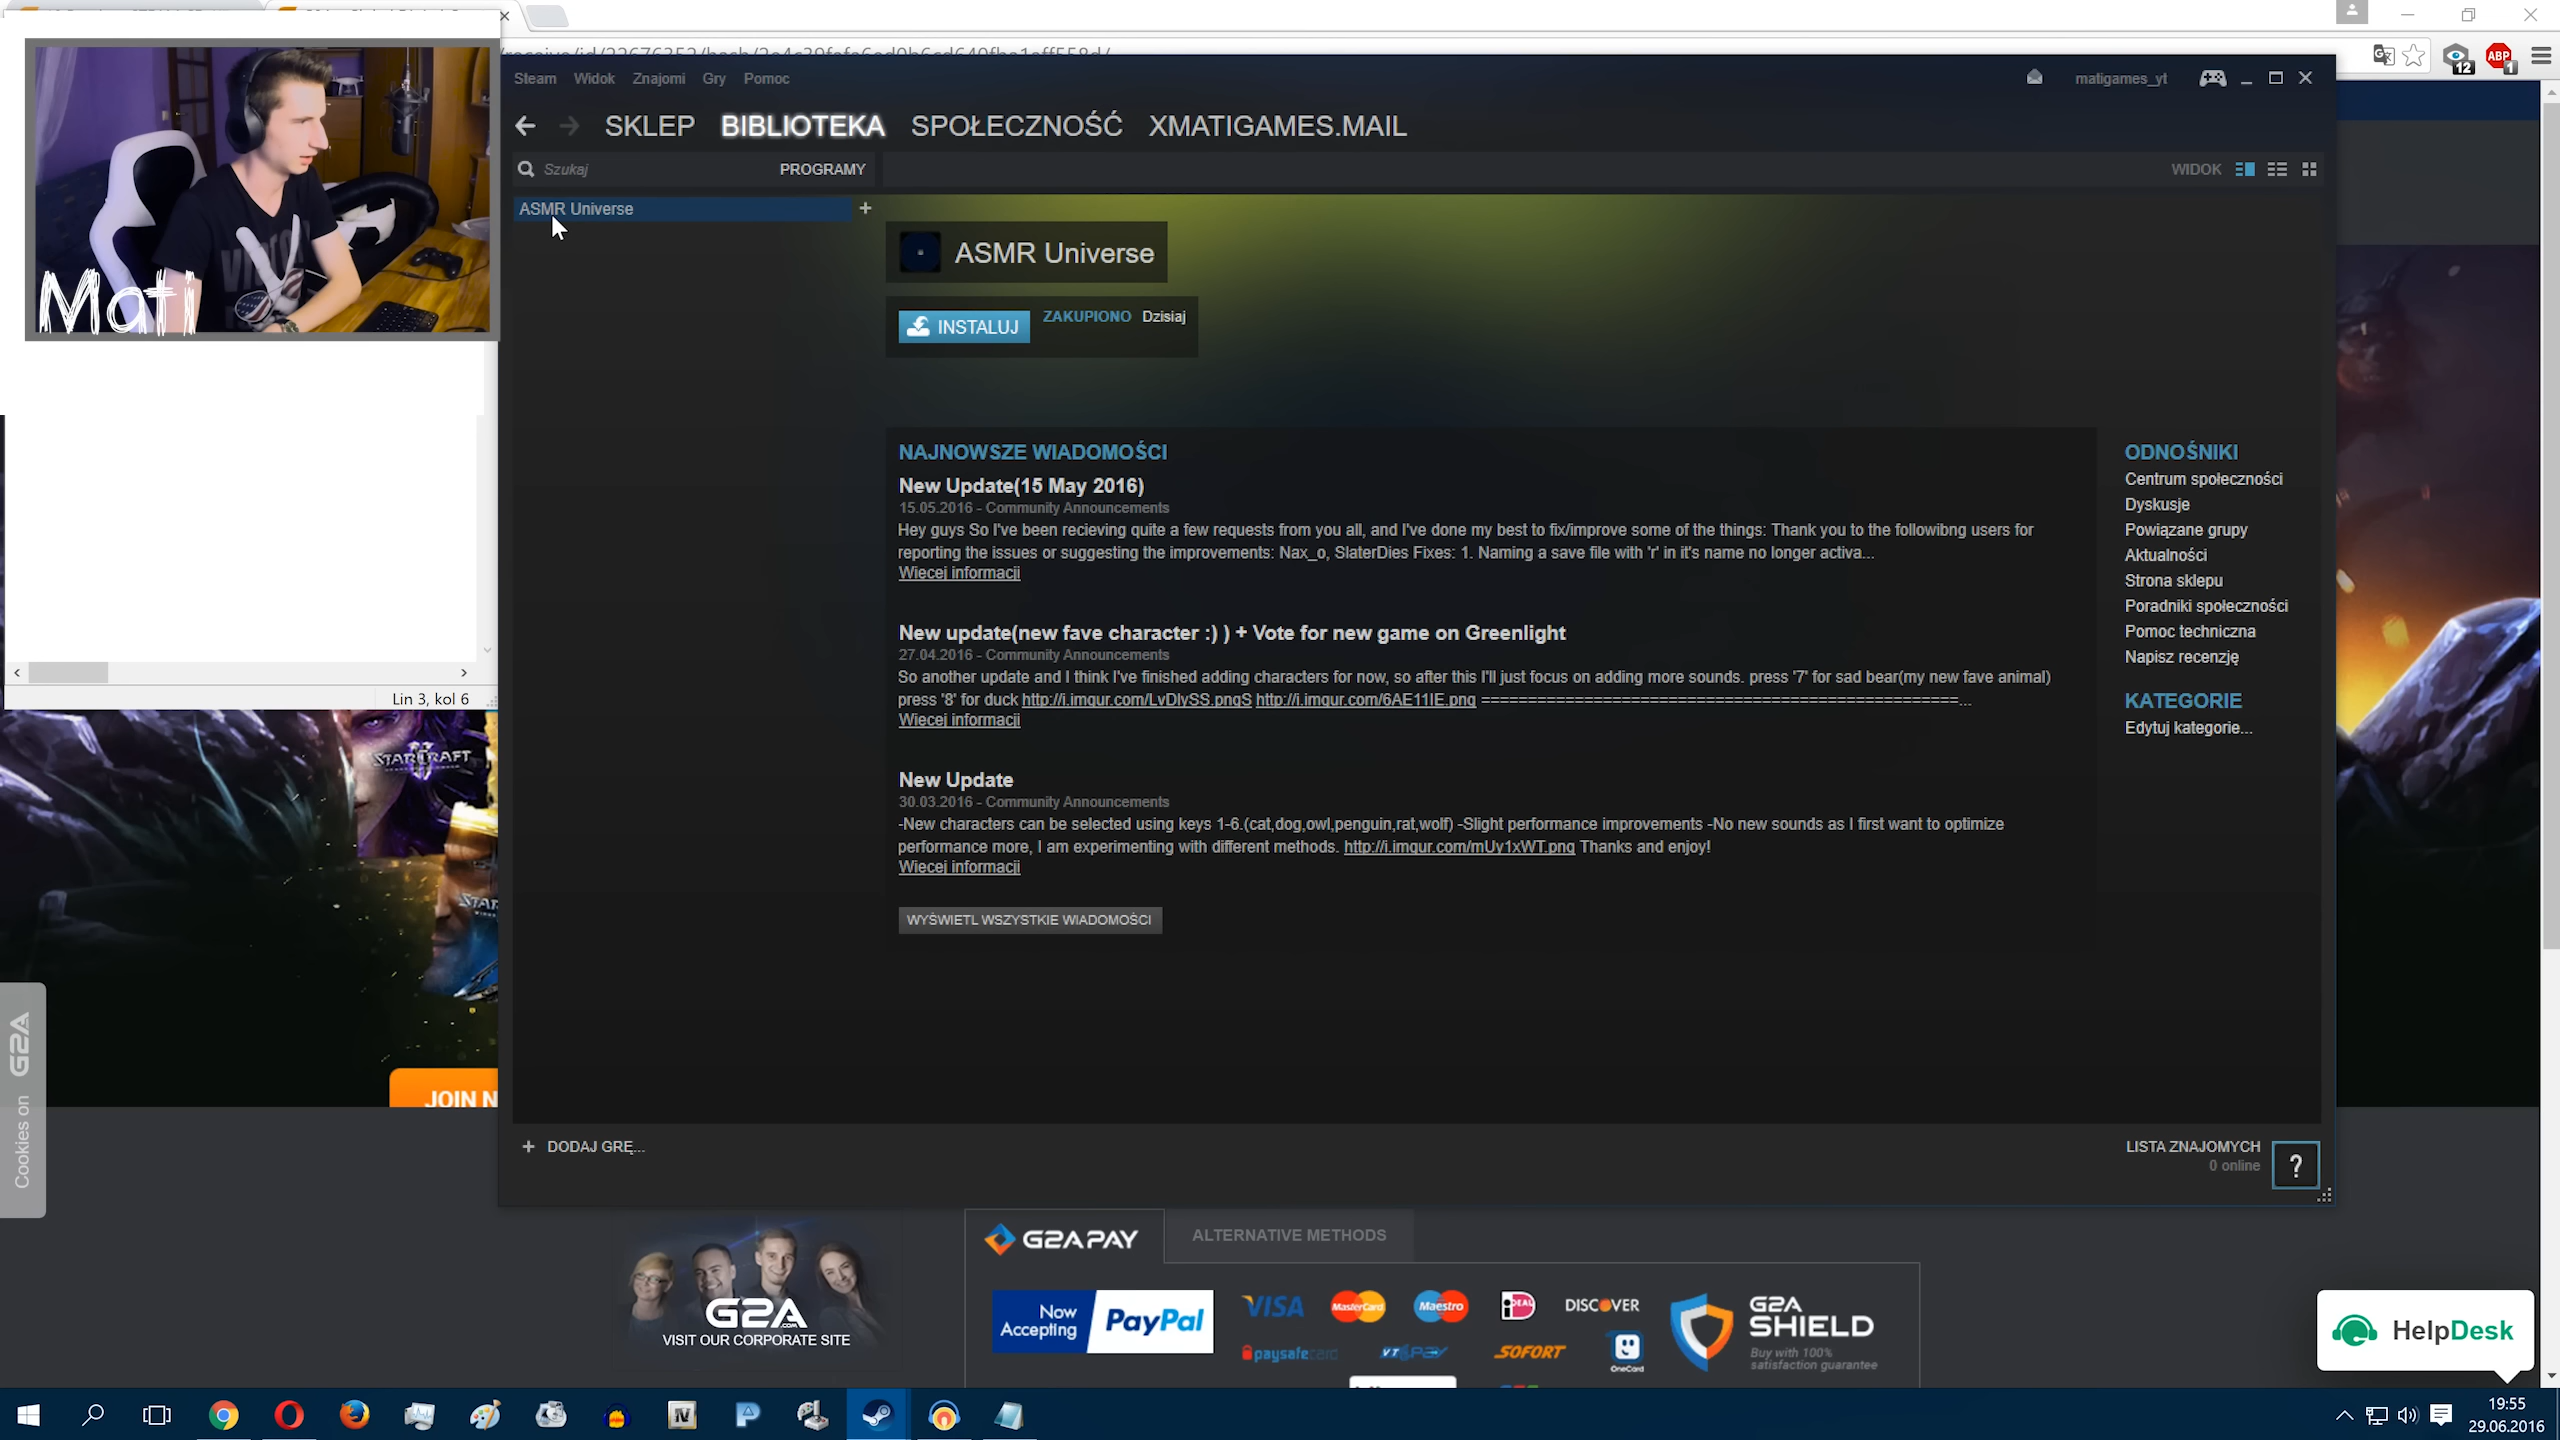 Mati
Steam Widok Znajomi Gry Pomoc
matigames_yt
12
ABP
1
SKLEP BIBLIOTEKA SPOŁECZNOŚĆ XMATIGAMES.MAIL
Szukaj
PROGRAMY
WIDOK
ASMR Universe
+
ASMR Universe
INSTALUJ
ZAKUPIONO Dzisiaj
NAJNOWSZE WIADOMOŚCI
New Update(15 May 2016)
15.05.2016 - Community Announcements
Hey guys So I've been recieving quite a few requests from you all, and I've done my best to fix/improve some of the things: Thank you to the followibng users for
reporting the issues or suggesting the improvements: Nax_o, SlaterDies Fixes: 1. Naming a save file with 'r' in it's name no longer activa...
Więcej informacji
New update(new fave character :) ) + Vote for new game on Greenlight
27.04.2016 - Community Announcements
So another update and I think I've finished adding characters for now, so after this I'll just focus on adding more sounds. press '7' for sad bear(my new fave animal)
press '8' for duck http://i.imgur.com/LvDlySS.pngS http://i.imgur.com/6AE11IE.png ==================================================...
Więcej informacji
New Update
30.03.2016 - Community Announcements
-New characters can be selected using keys 1-6.(cat,dog,owl,penguin,rat,wolf) -Slight performance improvements -No new sounds as I first want to optimize
performance more, I am experimenting with different methods. http://i.imgur.com/mUy1xWT.png Thanks and enjoy!
Więcej informacji
WYŚWIETL WSZYSTKIE WIADOMOŚCI
ODNOŚNIKI
Centrum społeczności
Dyskusje
Powiązane grupy
Aktualności
Strona sklepu
Poradniki społeczności
Pomoc techniczna
Napisz recenzję
KATEGORIE
Edytuj kategorie...
Lin 3, kol 6
STARCRAFT
JOIN N
Cookies on G2A
+ DODAJ GRĘ...
LISTA ZNAJOMYCH
0 online
?
G2A.COM
VISIT OUR CORPORATE SITE
G2A PAY
ALTERNATIVE METHODS
Now Accepting PayPal
VISA MasterCard Maestro iDEAL DISCOVER
paysafecard SOFORT OneCard
G2A SHIELD
Buy with 100%
satisfaction guarantee
HelpDesk
IV
19:55
29.06.2016